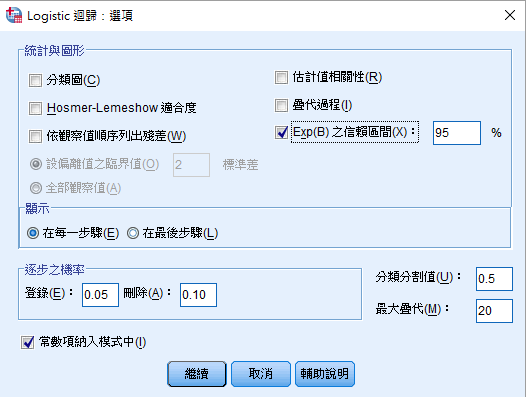 Logistic 迴歸：選項
統計與圖形
分類圖(C)
估計值相關性(R)
Hosmer-Lemeshow 適合度
疊代過程(I)
依觀察值順序列出殘差(W)
Exp(B) 之信賴區間(X)： 95 %
設偏離值之臨界值(O) 2 標準差
全部觀察值(A)
顯示
在每一步驟(E) 在最後步驟(L)
逐步之機率
登錄(E)： 0.05 刪除(A)： 0.10
分類分割值(U)： 0.5
最大疊代(M)： 20
常數項納入模式中(I)
繼續 取消 輔助說明